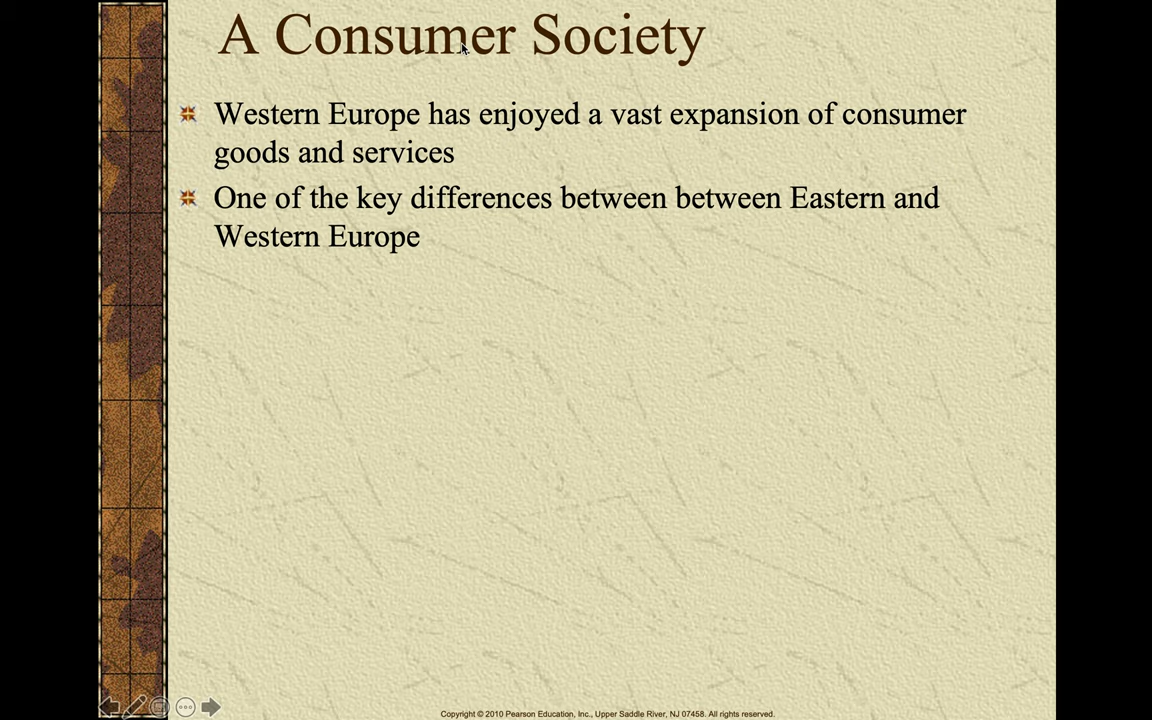 A Consumer Society
Western Europe has enjoyed a vast expansion of consumer
goods and services
One of the key differences between between Eastern and
Western Europe
Copyright © 2010 Pearson Education, Inc., Upper Saddle River, NJ 07458. All rights reserved.